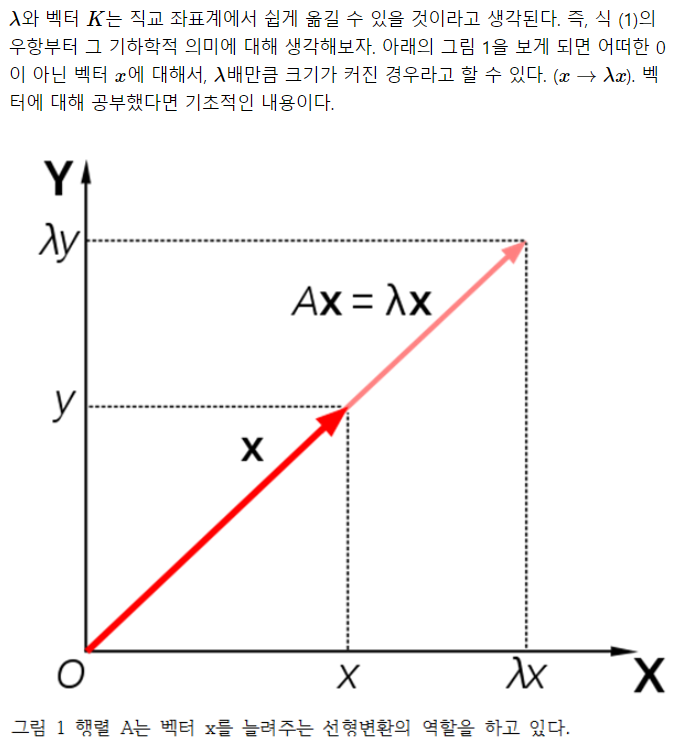 λ와 벡터 K는 직교 좌표계에서 쉽게 옮길 수 있을 것이라고 생각된다. 즉, 식 (1)의
우항부터 그 기하학적 의미에 대해 생각해보자. 아래의 그림 1을 보게 되면 어떠한 0
이 아닌 벡터 x에 대해서, λ배만큼 크기가 커진 경우라고 할 수 있다. (x → λx). 벡
터에 대해 공부했다면 기초적인 내용이다.
Y
λy
Ax = λx
y
x
O
x
λx
X
그림 1 행렬 A는 벡터 x를 늘려주는 선형변환의 역할을 하고 있다.